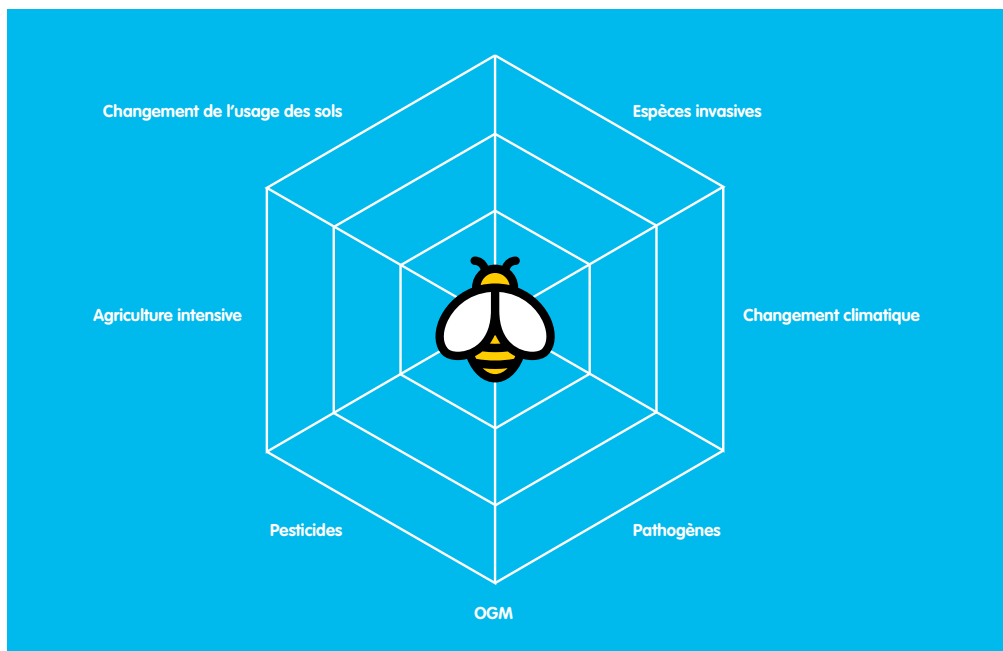 Changement de l'usage des sols
Espèces invasives
Agriculture intensive
Changement climatique
Pesticides
Pathogènes
OGM